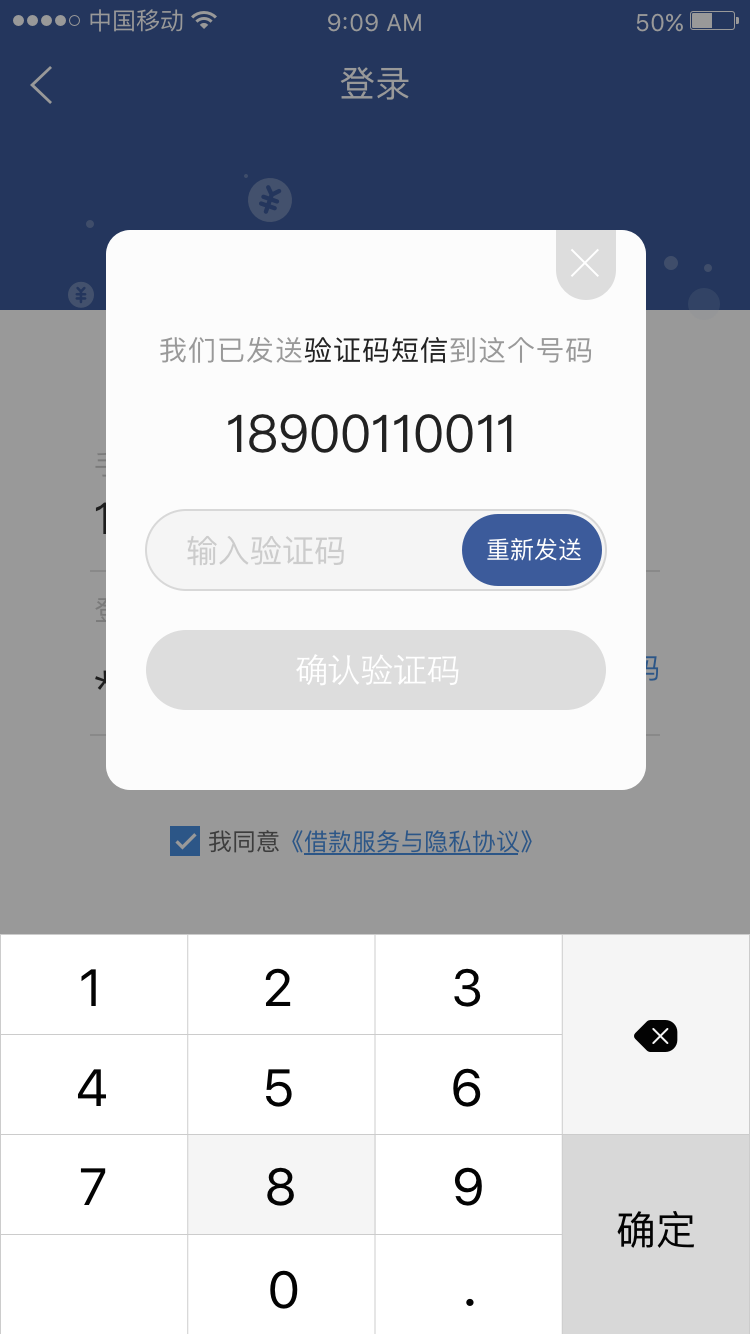 中国移动 9:09 AM 50%
登录
我们已发送验证码短信到这个号码
18900110011
输入验证码 重新发送
确认验证码
码
我同意《借款服务与隐私协议》
1 2 3
4 5 6
7 8 9
确定
0 .